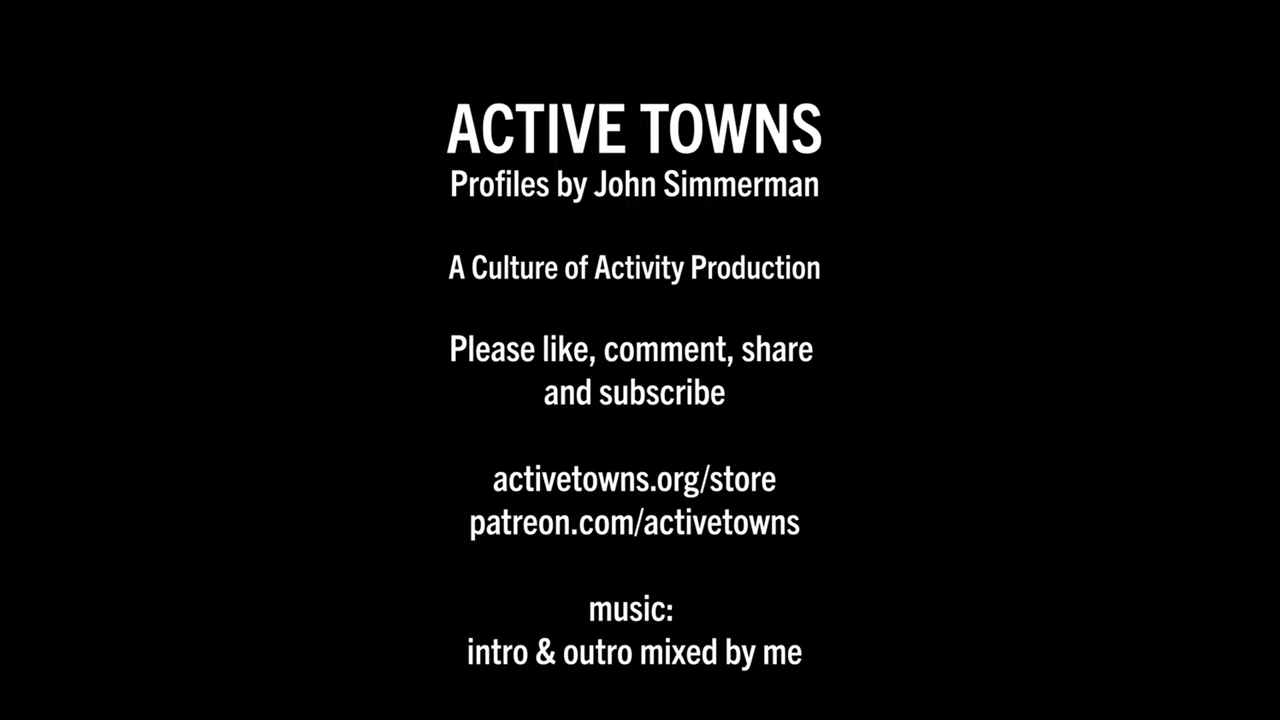 ACTIVE TOWNS
Profiles by John Simmerman
A Culture of Activity Production
Please like, comment, share
and subscribe
activetowns.org/store
patreon.com/activetowns
music:
intro & outro mixed by me